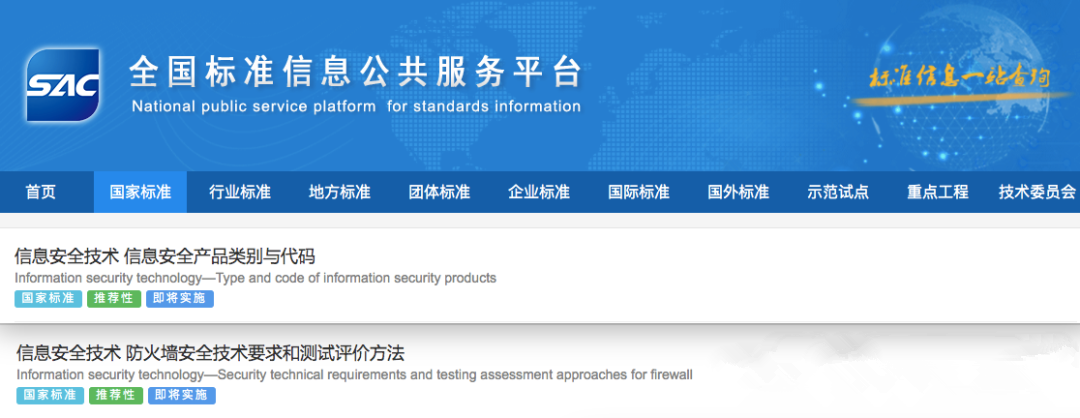 SAC
全国标准信息公共服务平台
National public service platform for standards information
标准信息一站查询
首页 国家标准 行业标准 地方标准 团体标准 企业标准 国际标准 国外标准 示范试点 重点工程 技术委员会
信息安全技术 信息安全产品类别与代码
Information security technology—Type and code of information security products
国家标准 推荐性 即将实施
信息安全技术 防火墙安全技术要求和测试评价方法
Information security technology—Security technical requirements and testing assessment approaches for firewall
国家标准 推荐性 即将实施